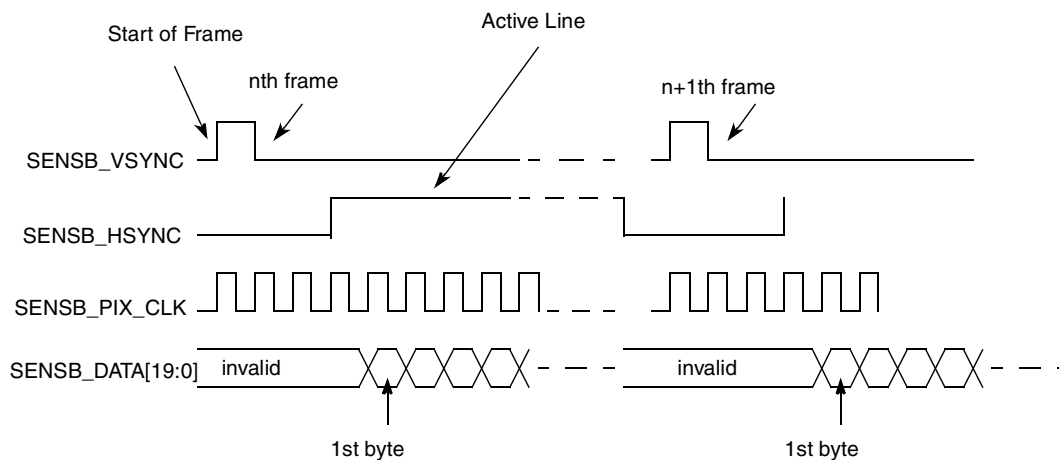 Active Line
Start of Frame
nth frame
n+1th frame
SENSB_VSYNC
SENSB_HSYNC
SENSB_PIX_CLK
SENSB_DATA[19:0]
invalid
invalid
1st byte
1st byte